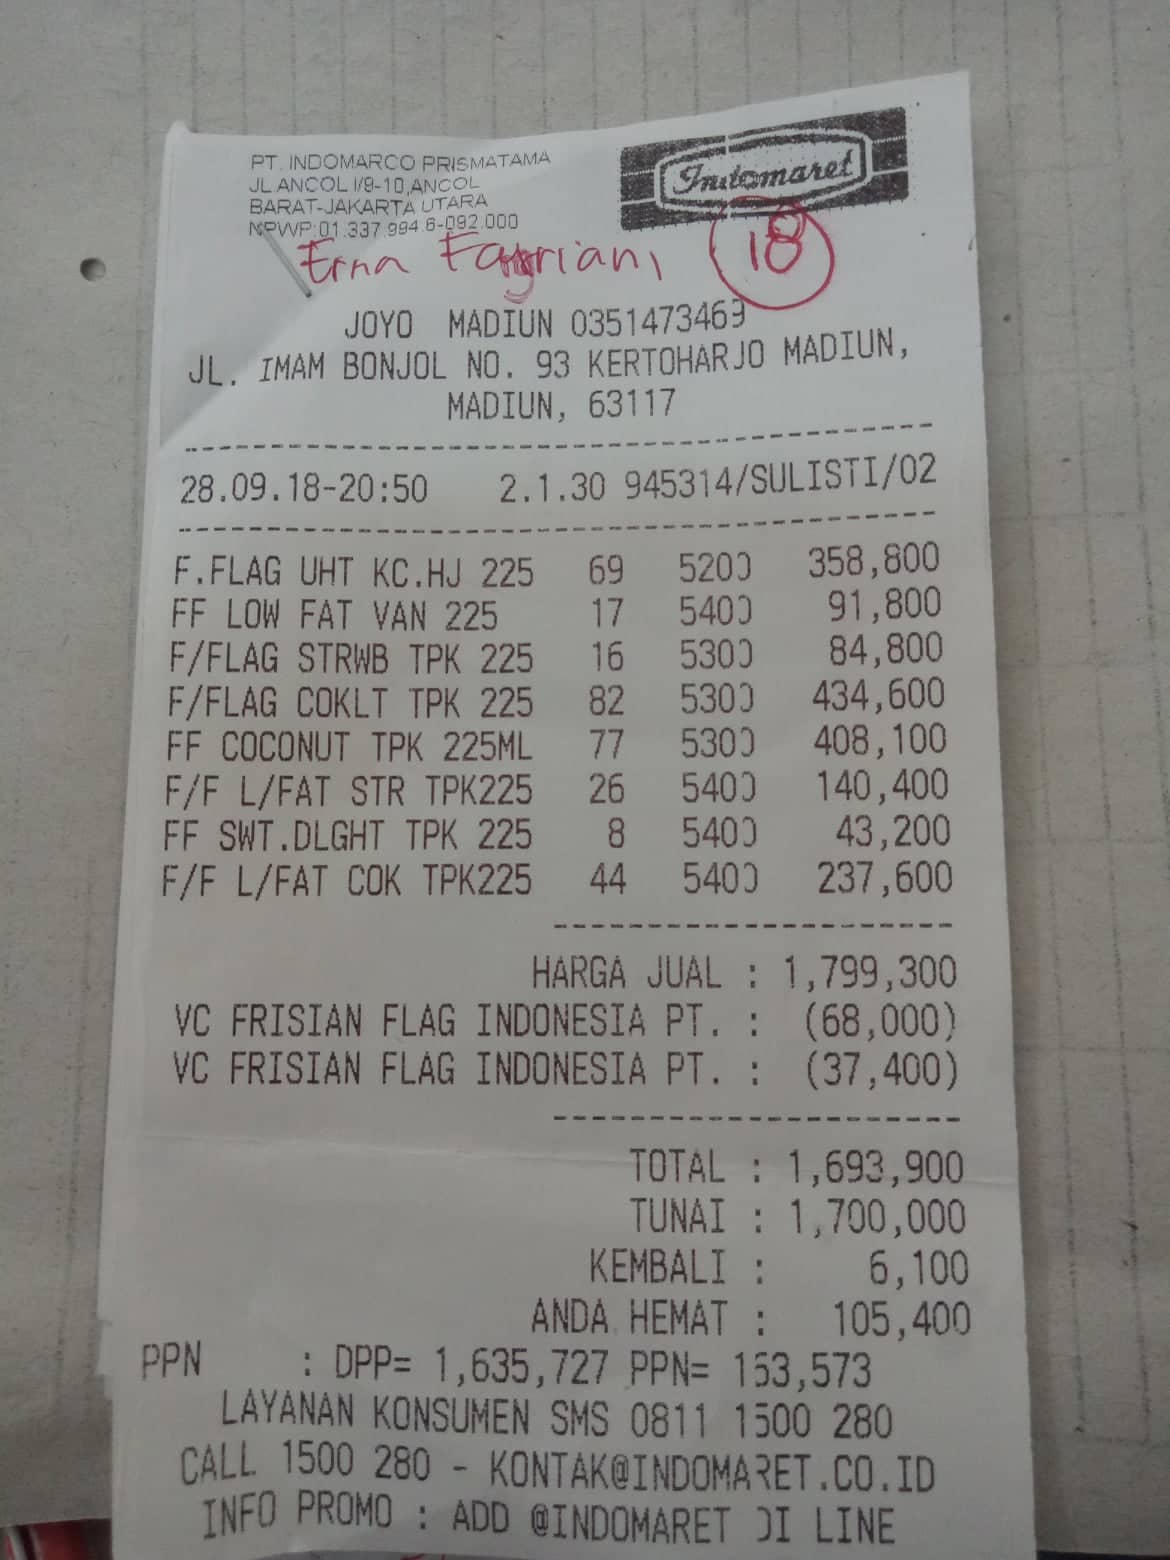 PT. INDOMARCO PRISMATAMA
JL.ANCOL I/9-10,ANCOL
BARAT-JAKARTA UTARA
NPWP:01.337.994.6-092.000
Indomaret
Erna 18
JOYO MADIUN 0351473469
JL. IMAM BONJOL NO. 93 KERTOHARJO MADIUN,
MADIUN, 63117
28.09.18-20:50 2.1.30 945314/SULISTI/02
F.FLAG UHT KC.HJ 225 69 5200 358,800
FF LOW FAT VAN 225 17 5400 91,800
F/FLAG STRWB TPK 225 16 5300 84,800
F/FLAG COKLT TPK 225 82 5300 434,600
FF COCONUT TPK 225ML 77 5300 408,100
F/F L/FAT STR TPK225 26 5400 140,400
FF SWT.DLGHT TPK 225 8 5400 43,200
F/F L/FAT COK TPK225 44 5400 237,600
HARGA JUAL : 1,799,300
VC FRISIAN FLAG INDONESIA PT. : (68,000)
VC FRISIAN FLAG INDONESIA PT. : (37,400)
TOTAL : 1,693,900
TUNAI : 1,700,000
KEMBALI : 6,100
ANDA HEMAT : 105,400
PPN : DPP= 1,635,727 PPN= 163,573
LAYANAN KONSUMEN SMS 0811 1500 280
CALL 1500 280 - KONTAK@INDOMARET.CO.ID
INFO PROMO : ADD @INDOMARET DI LINE